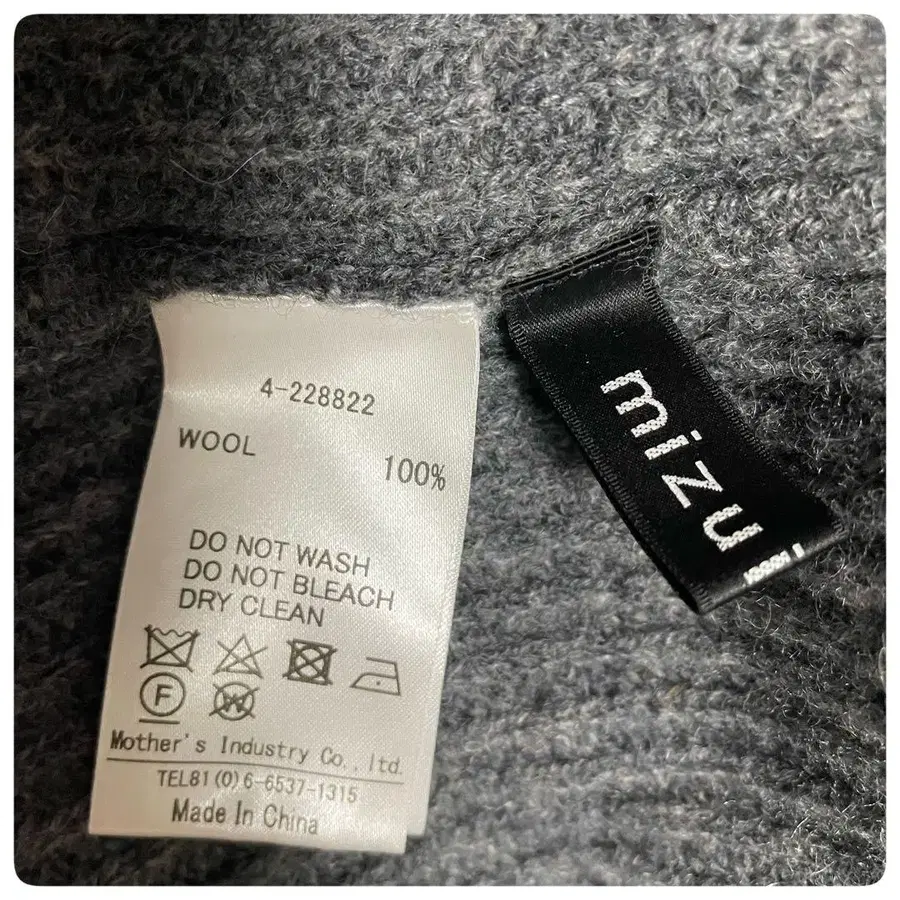 4-228822
WOOL
100%
DO NOT WASH
DO NOT BLEACH
DRY CLEAN
F
W
Mother's Industry Co.,ltd.
TEL81(0)6-6537-1315
Made In China
mizu